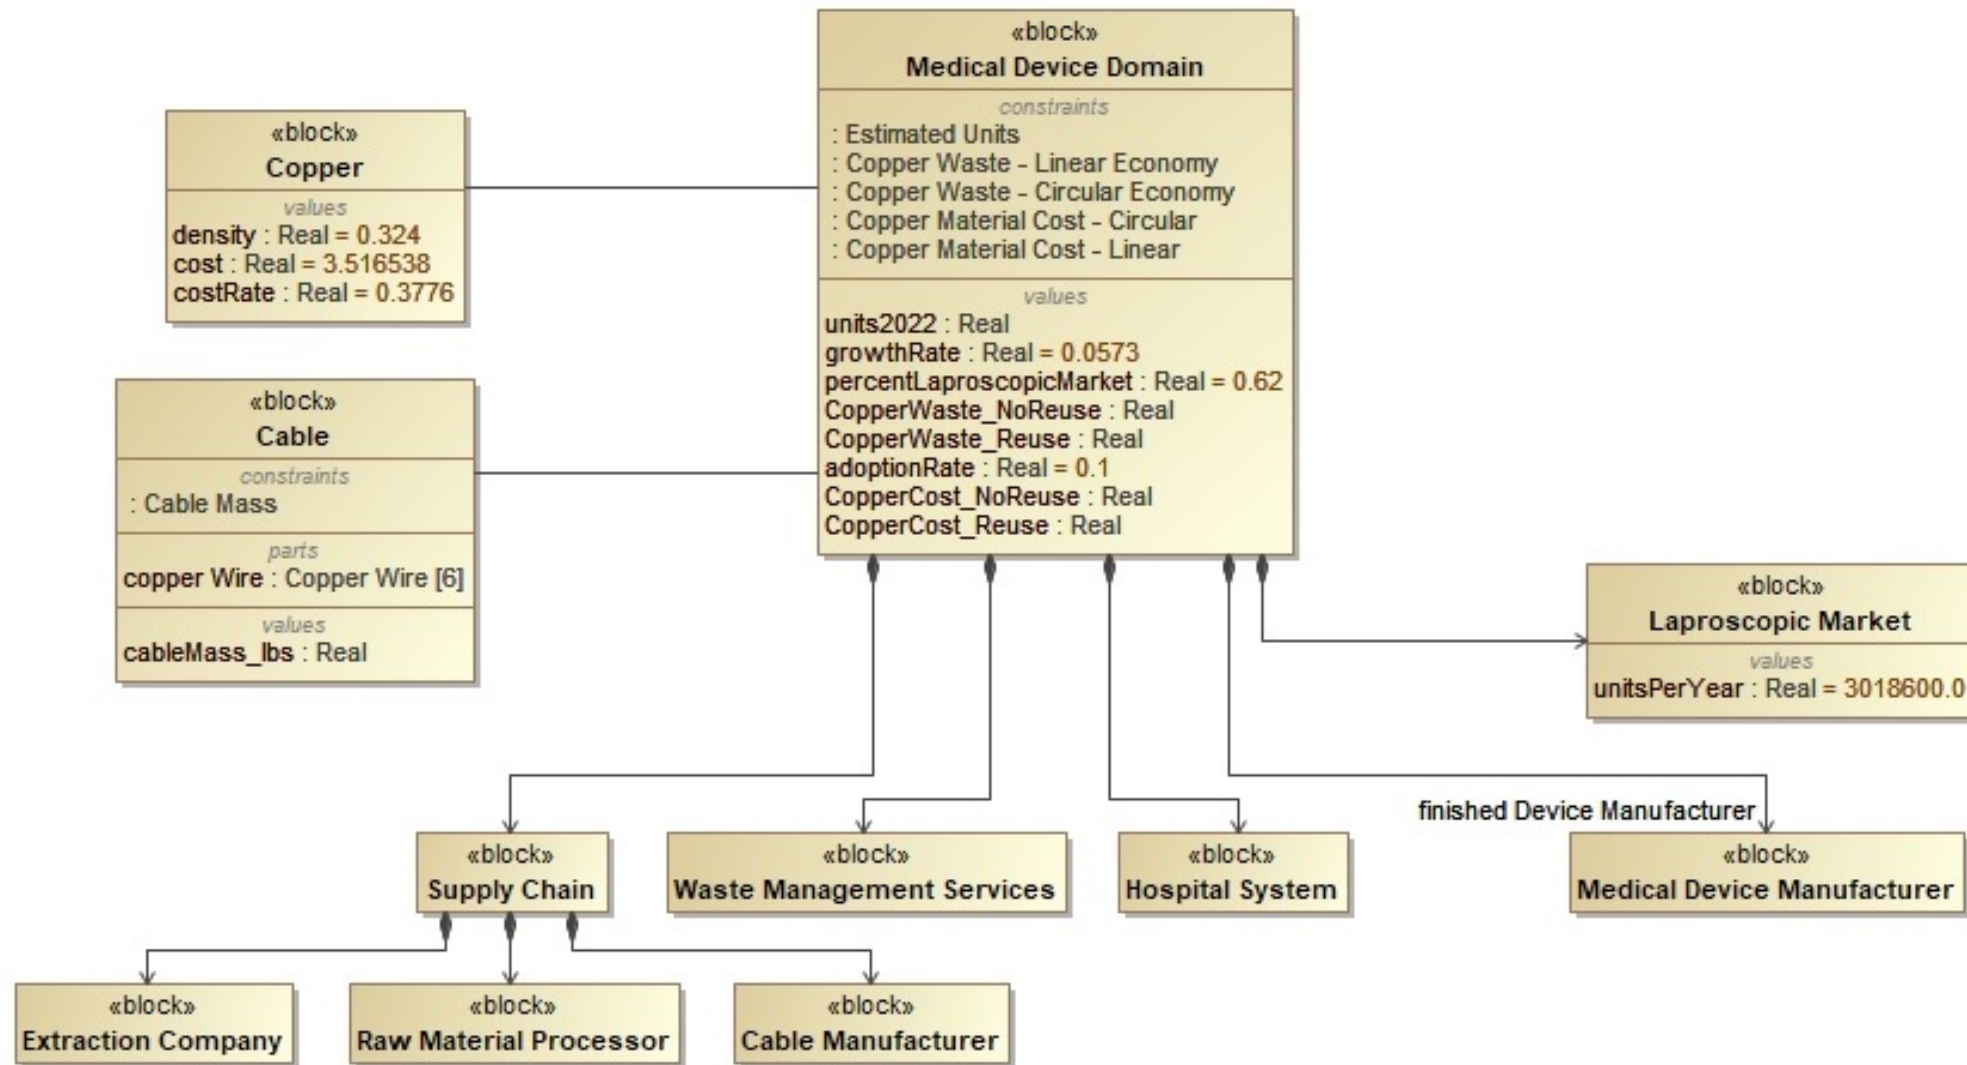 «block»
Medical Device Domain
constraints
: Estimated Units
: Copper Waste - Linear Economy
: Copper Waste - Circular Economy
: Copper Material Cost - Circular
: Copper Material Cost - Linear
values
units2022 : Real
growthRate : Real = 0.0573
percentLaproscopicMarket : Real = 0.62
CopperWaste_NoReuse : Real
CopperWaste_Reuse : Real
adoptionRate : Real = 0.1
CopperCost_NoReuse : Real
CopperCost_Reuse : Real
«block»
Copper
values
density : Real = 0.324
cost : Real = 3.516538
costRate : Real = 0.3776
«block»
Cable
constraints
: Cable Mass
parts
copper Wire : Copper Wire [6]
values
cableMass_lbs : Real
«block»
Laproscopic Market
values
unitsPerYear : Real = 3018600.0
finished Device Manufacturer
«block»
Supply Chain
«block»
Waste Management Services
«block»
Hospital System
«block»
Medical Device Manufacturer
«block»
Extraction Company
«block»
Raw Material Processor
«block»
Cable Manufacturer